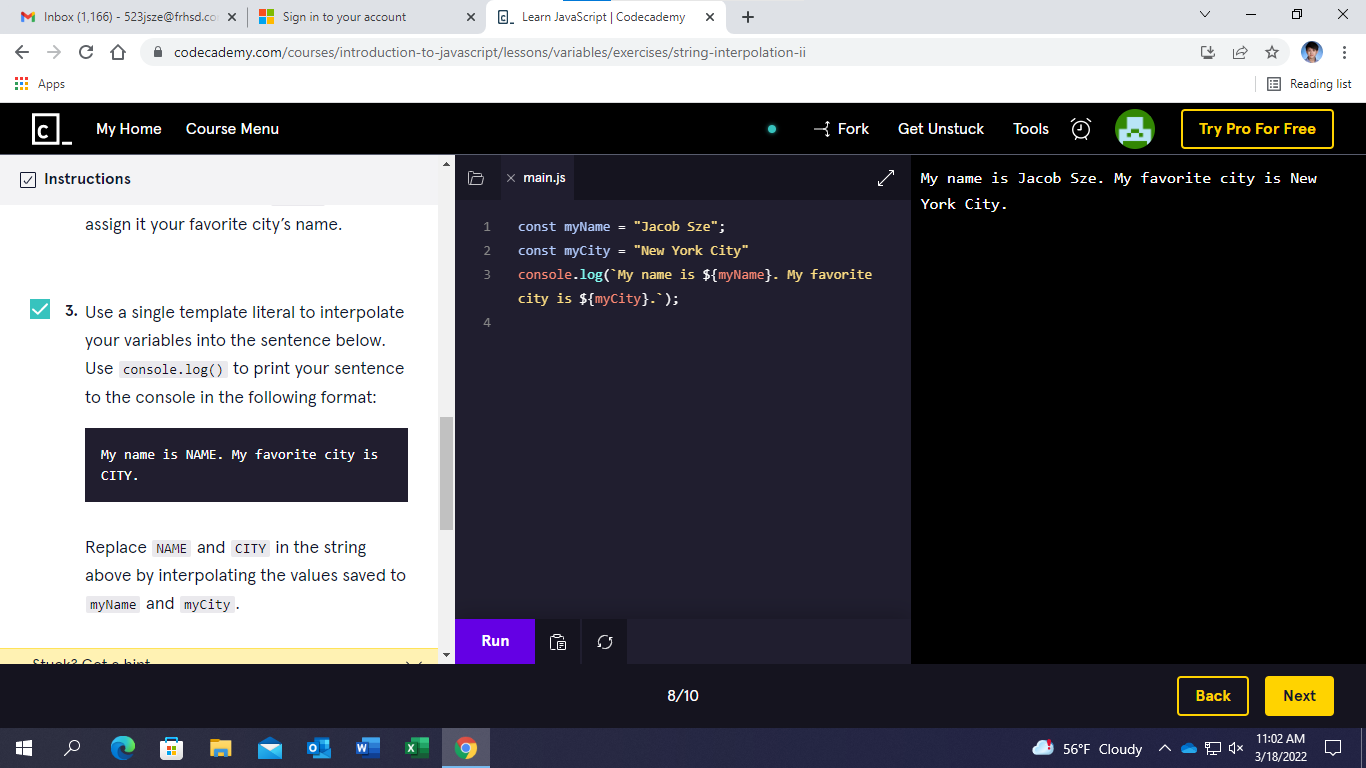 Inbox (1,166) - 523jsze@frhsd.co
Sign in to your account
Learn JavaScript | Codecademy
codecademy.com/courses/introduction-to-javascript/lessons/variables/exercises/string-interpolation-ii
Apps
Reading list
c_
My Home
Course Menu
Fork
Get Unstuck
Tools
Try Pro For Free
Instructions
assign it your favorite city's name.
3. Use a single template literal to interpolate
your variables into the sentence below.
Use console.log() to print your sentence
to the console in the following format:
My name is NAME. My favorite city is
CITY.
Replace NAME and CITY in the string
above by interpolating the values saved to
myName and myCity.
Stuck? Get a hint
main.js
1 const myName = "Jacob Sze";
2 const myCity = "New York City"
3 console.log(`My name is ${myName}. My favorite
city is ${myCity}.`);
4
Run
My name is Jacob Sze. My favorite city is New
York City.
8/10
Back
Next
56°F Cloudy
11:02 AM
3/18/2022